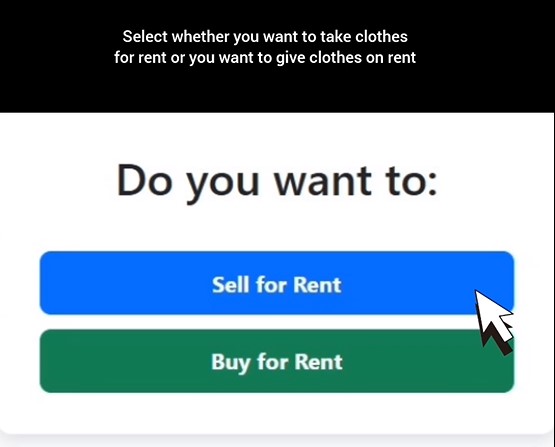 Select whether you want to take clothes
for rent or you want to give clothes on rent
Do you want to:
Sell for Rent
Buy for Rent